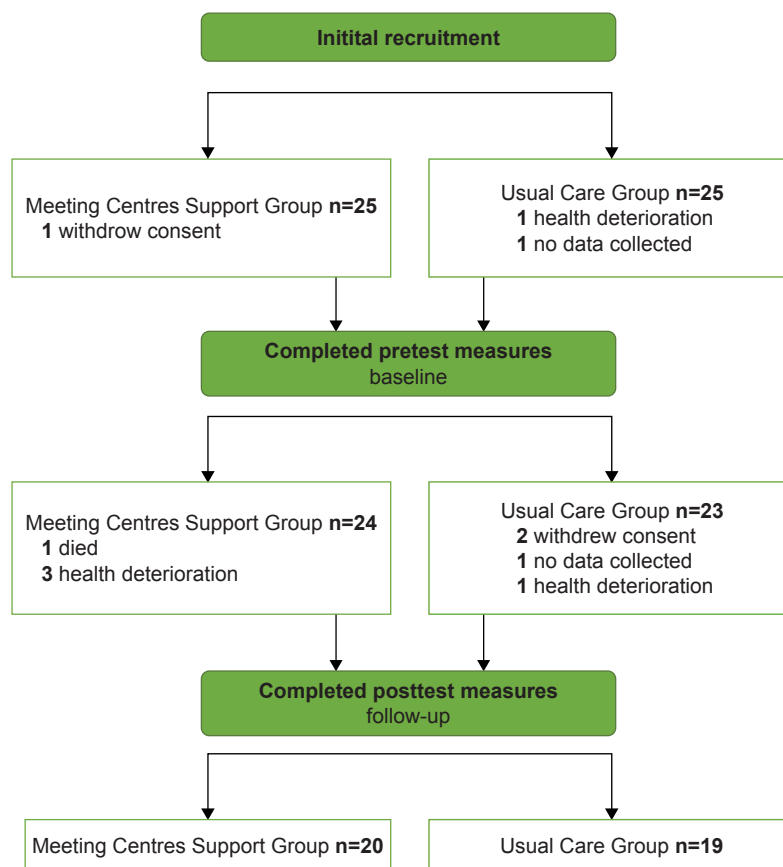 Initital recruitment
Meeting Centres Support Group n=25
1 withdrow consent
Usual Care Group n=25
1 health deterioration
1 no data collected
Completed pretest measures
baseline
Meeting Centres Support Group n=24
1 died
3 health deterioration
Usual Care Group n=23
2 withdrew consent
1 no data collected
1 health deterioration
Completed posttest measures
follow-up
Meeting Centres Support Group n=20
Usual Care Group n=19